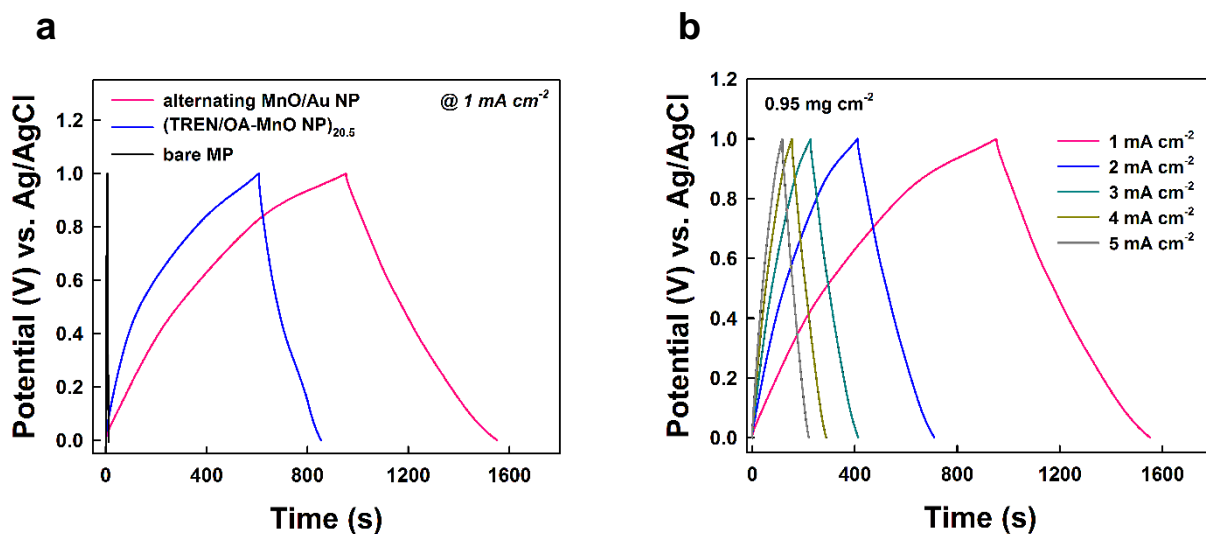 a
alternating MnO/Au NP
@ 1 mA cm⁻²
(TREN/OA-MnO NP)₂₀.₅
bare MP
1.2
1.0
0.8
0.6
0.4
0.2
0.0
Potential (V) vs. Ag/AgCl
0
400
800
1200
1600
Time (s)
b
0.95 mg cm⁻²
1 mA cm⁻²
2 mA cm⁻²
3 mA cm⁻²
4 mA cm⁻²
5 mA cm⁻²
1.2
1.0
0.8
0.6
0.4
0.2
0.0
Potential (V) vs. Ag/AgCl
0
400
800
1200
1600
Time (s)